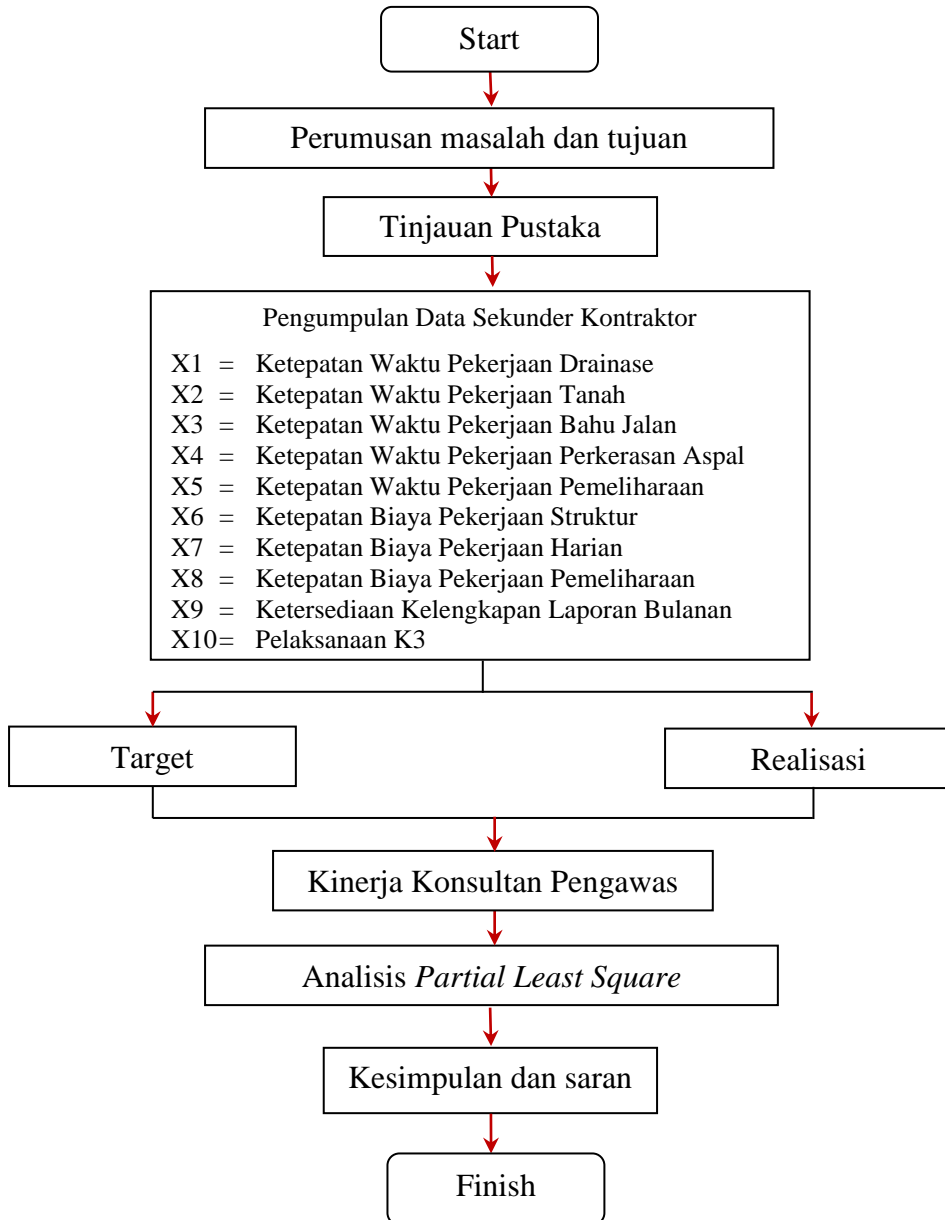 Start
Perumusan masalah dan tujuan
Tinjauan Pustaka
Pengumpulan Data Sekunder Kontraktor
X1 = Ketepatan Waktu Pekerjaan Drainase
X2 = Ketepatan Waktu Pekerjaan Tanah
X3 = Ketepatan Waktu Pekerjaan Bahu Jalan
X4 = Ketepatan Waktu Pekerjaan Perkerasan Aspal
X5 = Ketepatan Waktu Pekerjaan Pemeliharaan
X6 = Ketepatan Biaya Pekerjaan Struktur
X7 = Ketepatan Biaya Pekerjaan Harian
X8 = Ketepatan Biaya Pekerjaan Pemeliharaan
X9 = Ketersediaan Kelengkapan Laporan Bulanan
X10= Pelaksanaan K3
Target
Realisasi
Kinerja Konsultan Pengawas
Analisis Partial Least Square
Kesimpulan dan saran
Finish